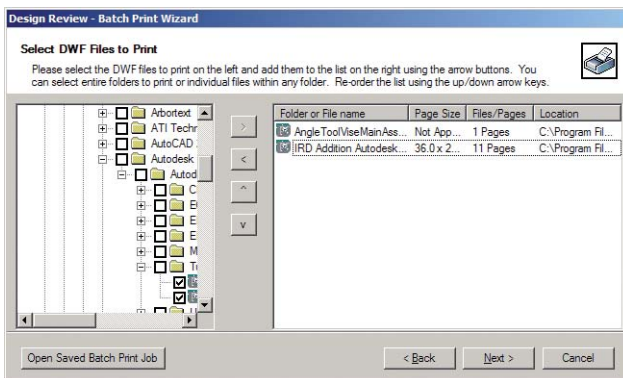 Design Review - Batch Print Wizard
Select DWF Files to Print
Please select the DWF files to print on the left and add them to the list on the right using the arrow buttons. You
can select entire folders to print or individual files within any folder. Re-order the list using the up/down arrow keys.
Arbortext
ATI Techr
AutoCAD
Autodesk
Autod
C
E
E
M
T
>
<
^
v
Folder or File name Page Size Files/Pages Location
AngleToolViseMainAss... Not App... 1 Pages C:\Program Fil...
IRD Addition Autodesk... 36.0 x 2... 11 Pages C:\Program Fil...
Open Saved Batch Print Job
< Back
Next >
Cancel